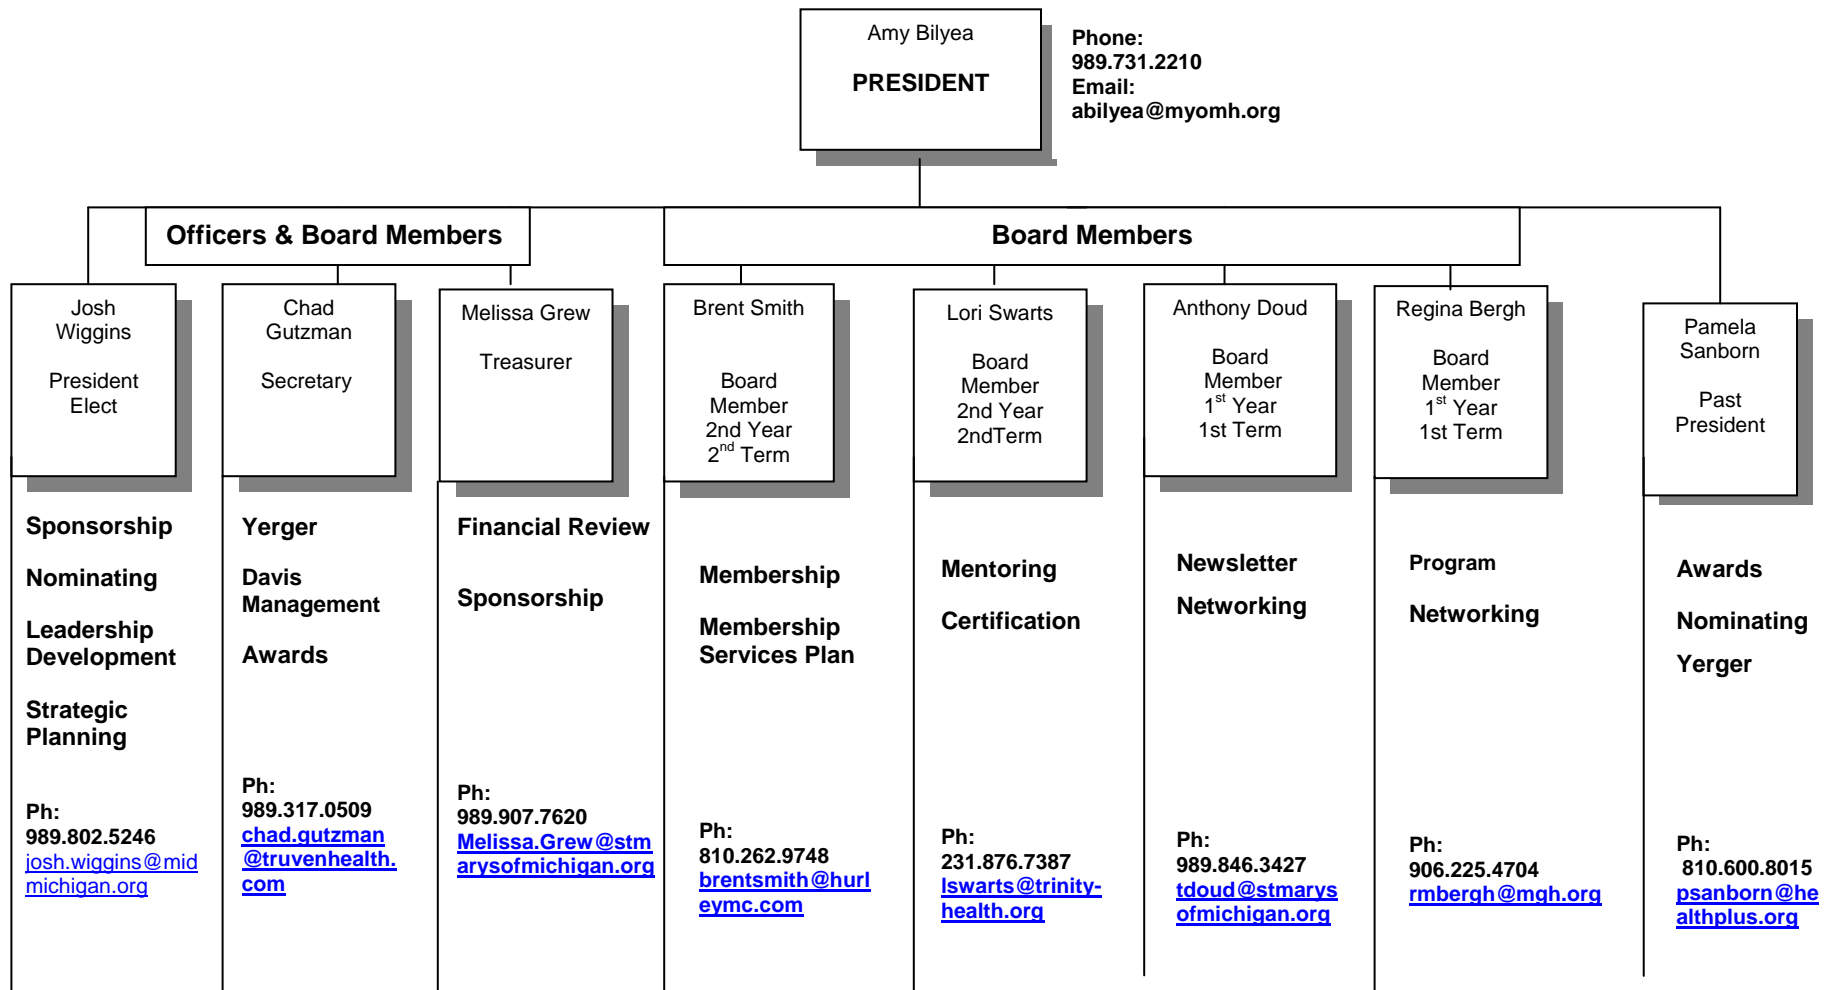 Amy Bilyea
PRESIDENT
Phone:
989.731.2210
Email:
abilyea@myomh.org
Officers & Board Members
Board Members
Josh
Wiggins
President
Elect
Chad
Gutzman
Secretary
Melissa Grew
Treasurer
Brent Smith
Board
Member
2nd Year
2nd Term
Lori Swarts
Board
Member
2nd Year
2ndTerm
Anthony Doud
Board
Member
1st Year
1st Term
Regina Bergh
Board
Member
1st Year
1st Term
Pamela
Sanborn
Past
President
Sponsorship
Nominating
Leadership
Development
Strategic
Planning
Ph:
989.802.5246
josh.wiggins@mid
michigan.org
Yerger
Davis
Management
Awards
Ph:
989.317.0509
chad.gutzman
@truvenhealth.
com
Financial Review
Sponsorship
Ph:
989.907.7620
Melissa.Grew@stm
arysofmichigan.org
Membership
Membership
Services Plan
Ph:
810.262.9748
brentsmith@hurl
eymc.com
Mentoring
Certification
Ph:
231.876.7387
lswarts@trinity-
health.org
Newsletter
Networking
Ph:
989.846.3427
tdoud@stmarys
ofmichigan.org
Program
Networking
Ph:
906.225.4704
rmbergh@mgh.org
Awards
Nominating
Yerger
Ph:
810.600.8015
psanborn@he
althplus.org